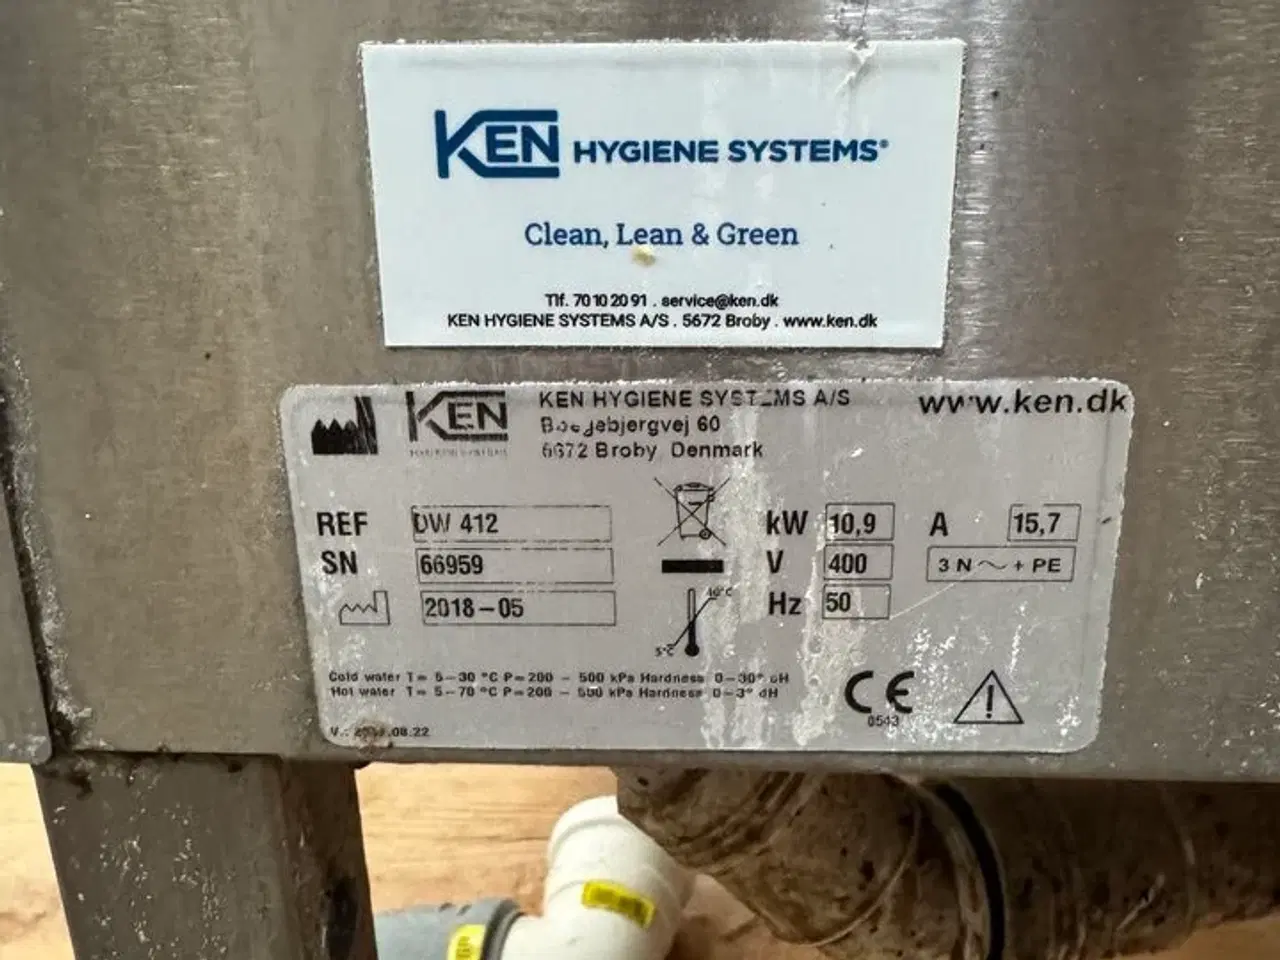 KEN HYGIENE SYSTEMS®
Clean, Lean & Green
Tlf. 70 10 20 91 . service@ken.dk
KEN HYGIENE SYSTEMS A/S . 5672 Broby . www.ken.dk
KEN
KEN HYGIENE SYSTEMS A/S
www.ken.dk
60
5672 Broby Denmark
REF DW 412
kW 10,9 A 15,7
SN 66959
V 400 3 N ~ + PE
2018-05
Hz 50
40°C
Cold water T= 5-30 °C P=200 - 500 kPa Hardness 0-30° dH
Hot water T= 5-70 °C P=200 - 500 kPa Hardness 0-3° dH
CE
0543